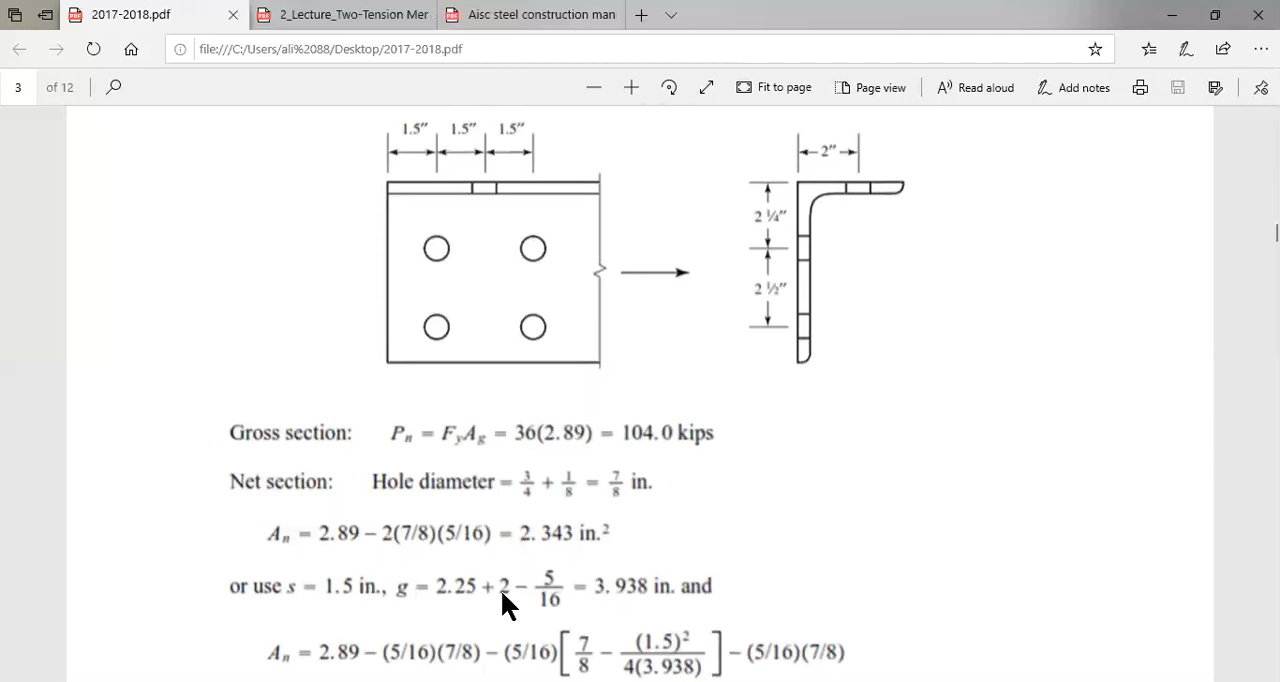 2017-2018.pdf
2_Lecture_Two-Tension Mer
Aisc steel construction man
file:///C:/Users/ali%2088/Desktop/2017-2018.pdf
3 of 12 Fit to page Page view Read aloud Add notes
1.5" 1.5" 1.5"
2"
2 ¼"
2 ½"
Gross section: Pₙ = F_yA_g = 36(2.89) = 104.0 kips
Net section: Hole diameter = 3/4 + 1/8 = 7/8 in.
Aₙ = 2.89 − 2(7/8)(5/16) = 2. 343 in.²
or use s = 1.5 in., g = 2.25 + 2 − 5/16 = 3. 938 in. and
Aₙ = 2.89 − (5/16)(7/8) − (5/16)[7/8 − (1.5)²/4(3.938)] − (5/16)(7/8)